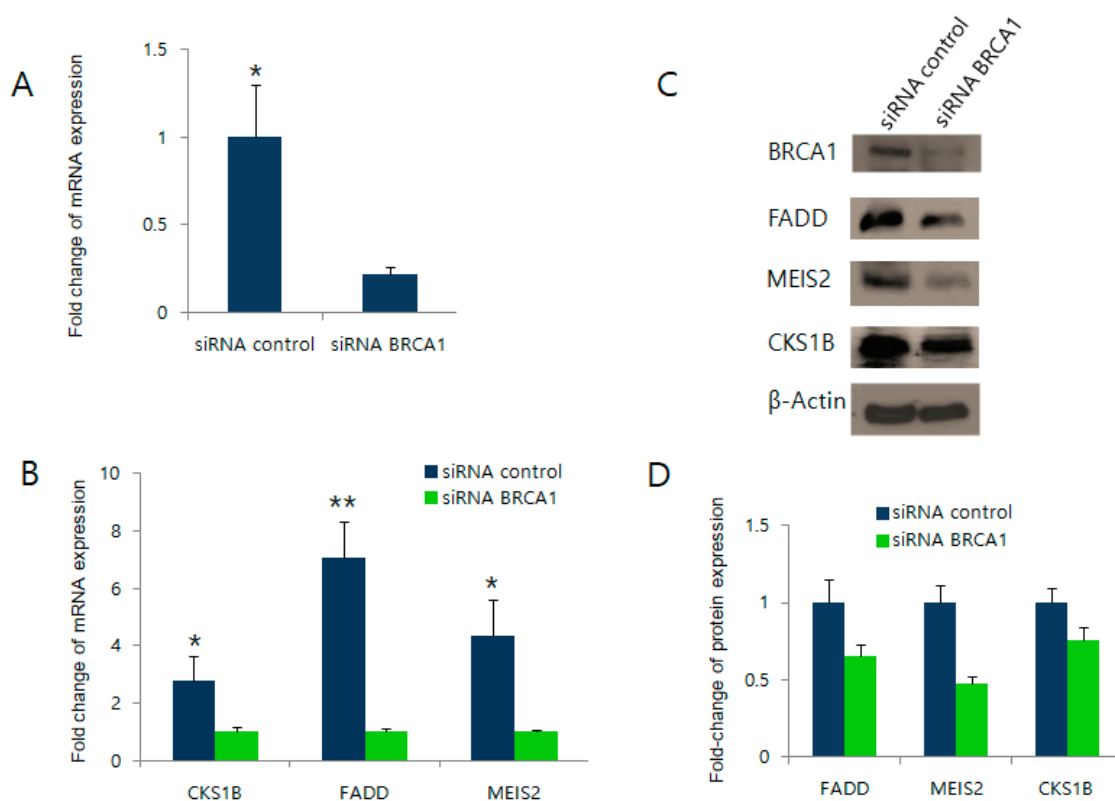 A
Fold change of mRNA expression
1.5
1
0.5
0
*
siRNA control
siRNA BRCA1
B
Fold change of mRNA expression
10
8
6
4
2
0
siRNA control
siRNA BRCA1
*
**
*
CKS1B
FADD
MEIS2
C
siRNA control
siRNA BRCA1
BRCA1
FADD
MEIS2
CKS1B
β-Actin
D
Fold-change of protein expression
1.5
1
0.5
0
siRNA control
siRNA BRCA1
FADD
MEIS2
CKS1B